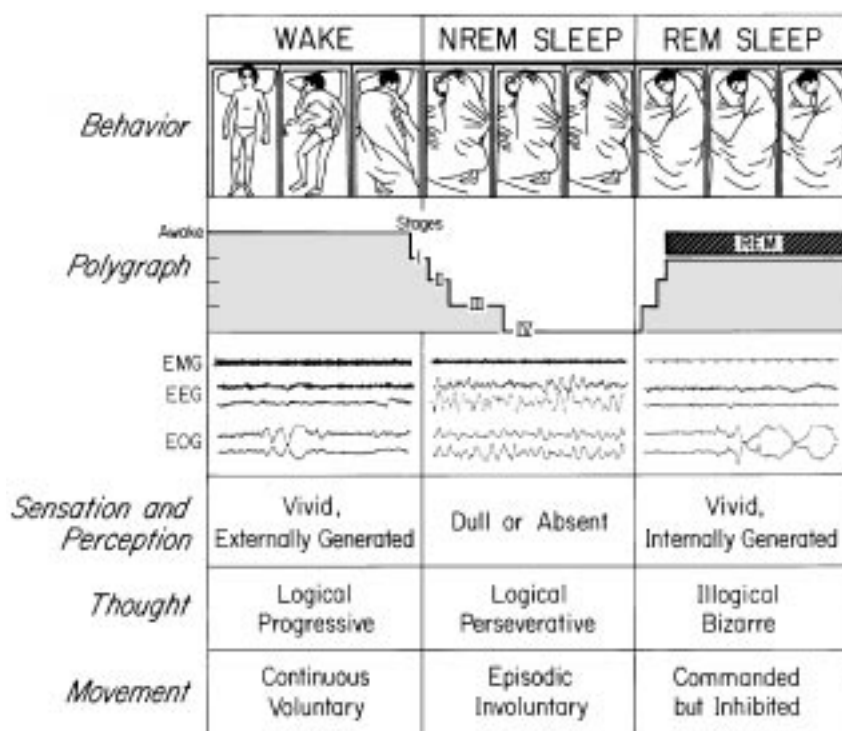 WAKE NREM SLEEP REM SLEEP
Behavior
Stages
Awake
I
II
III
IV
REM
Polygraph
EMG
EEG
EOG
Sensation and
Perception
Vivid,
Externally Generated
Dull or Absent
Vivid,
Internally Generated
Thought
Logical
Progressive
Logical
Perseverative
Illogical
Bizarre
Movement
Continuous
Voluntary
Episodic
Involuntary
Commanded
but Inhibited